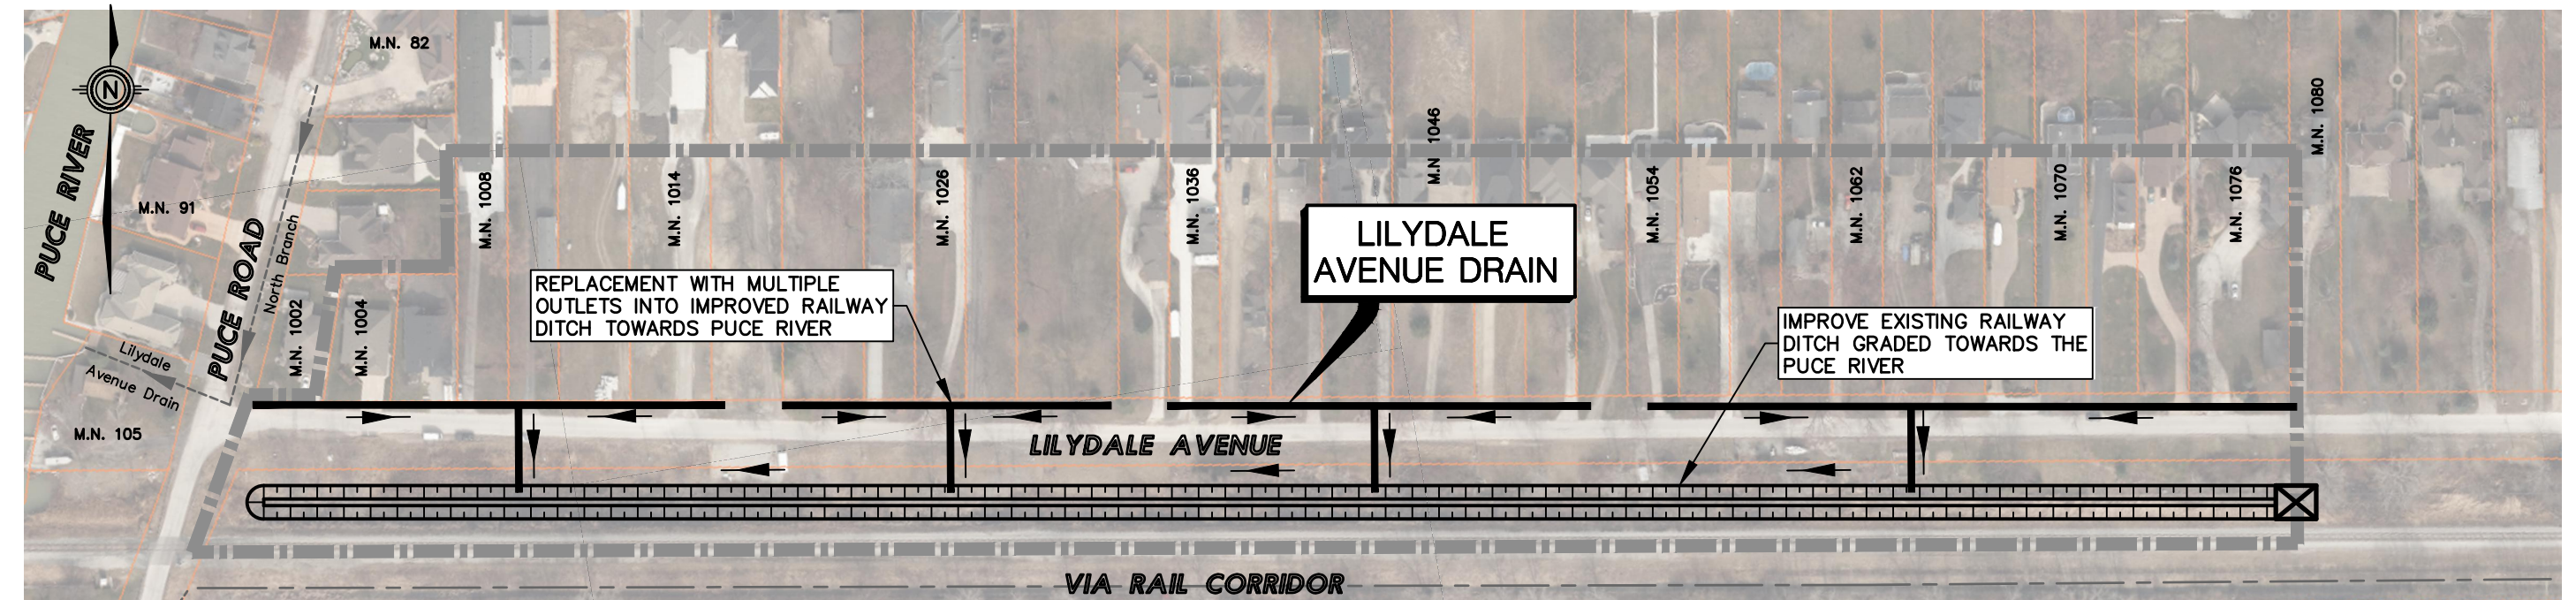 M.N. 82
N
PUCE RIVER
M.N. 91
PUCE ROAD
North Branch
M.N. 1002
M.N. 1004
M.N. 1008
M.N. 1014
M.N. 1026
M.N. 1036
M.N 1046
M.N. 1054
M.N. 1062
M.N. 1070
M.N. 1076
M.N. 1080
LILYDALE
AVENUE DRAIN
REPLACEMENT WITH MULTIPLE
OUTLETS INTO IMPROVED RAILWAY
DITCH TOWARDS PUCE RIVER
IMPROVE EXISTING RAILWAY
DITCH GRADED TOWARDS THE
PUCE RIVER
Lilydale
Avenue Drain
M.N. 105
LILYDALE AVENUE
VIA RAIL CORRIDOR